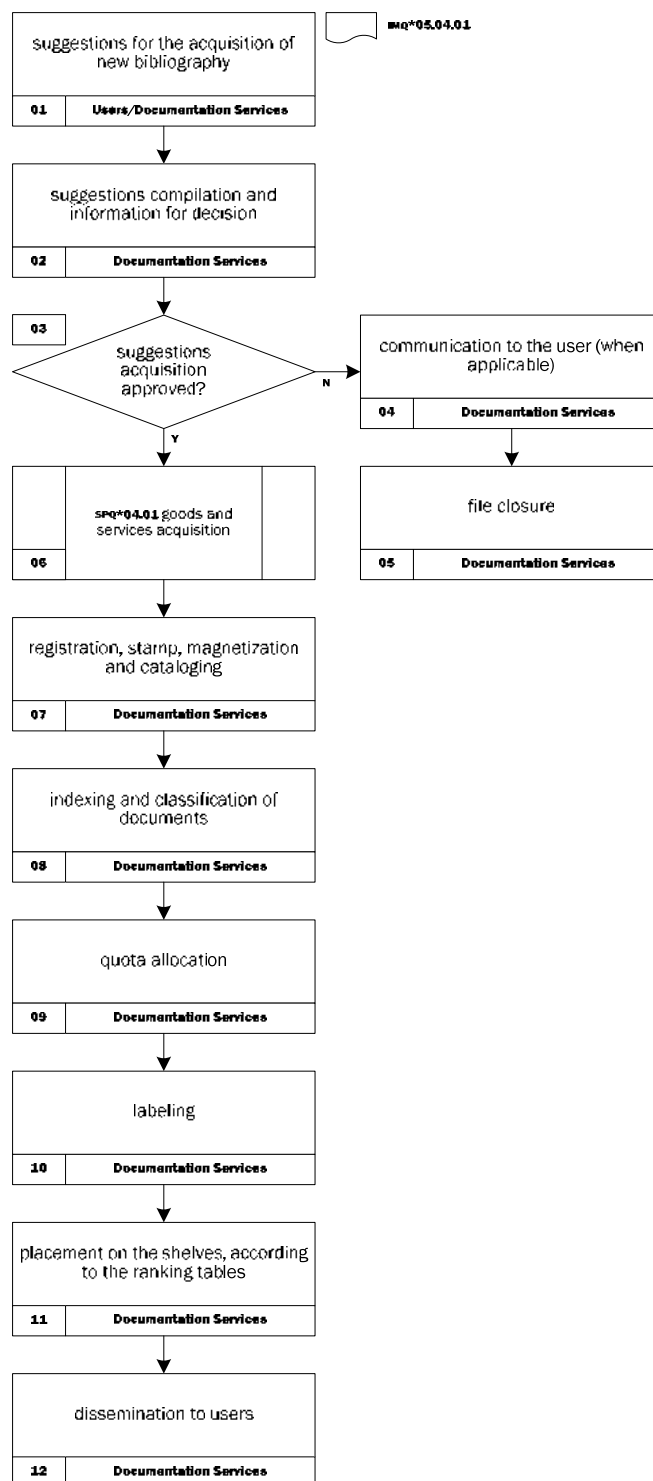 suggestions for the acquisition of
new bibliography
01 Users/Documentation Services
IMQ*05.04.01
suggestions compilation and
information for decision
02 Documentation Services
03
suggestions
acquisition
approved?
N
Y
communication to the user (when
applicable)
04 Documentation Services
file closure
05 Documentation Services
SPQ*04.01 goods and
services acquisition
06
registration, stamp, magnetization
and cataloging
07 Documentation Services
indexing and classification of
documents
08 Documentation Services
quota allocation
09 Documentation Services
labeling
10 Documentation Services
placement on the shelves, according
to the ranking tables
11 Documentation Services
dissemination to users
12 Documentation Services